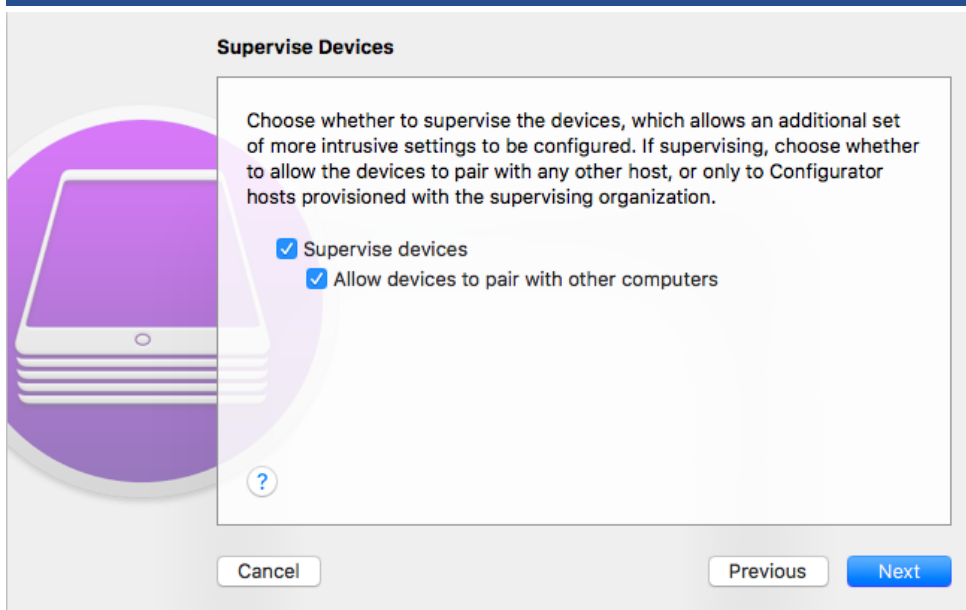 Supervise Devices
Choose whether to supervise the devices, which allows an additional set
of more intrusive settings to be configured. If supervising, choose whether
to allow the devices to pair with any other host, or only to Configurator
hosts provisioned with the supervising organization.
Supervise devices
Allow devices to pair with other computers
?
Cancel
Previous
Next